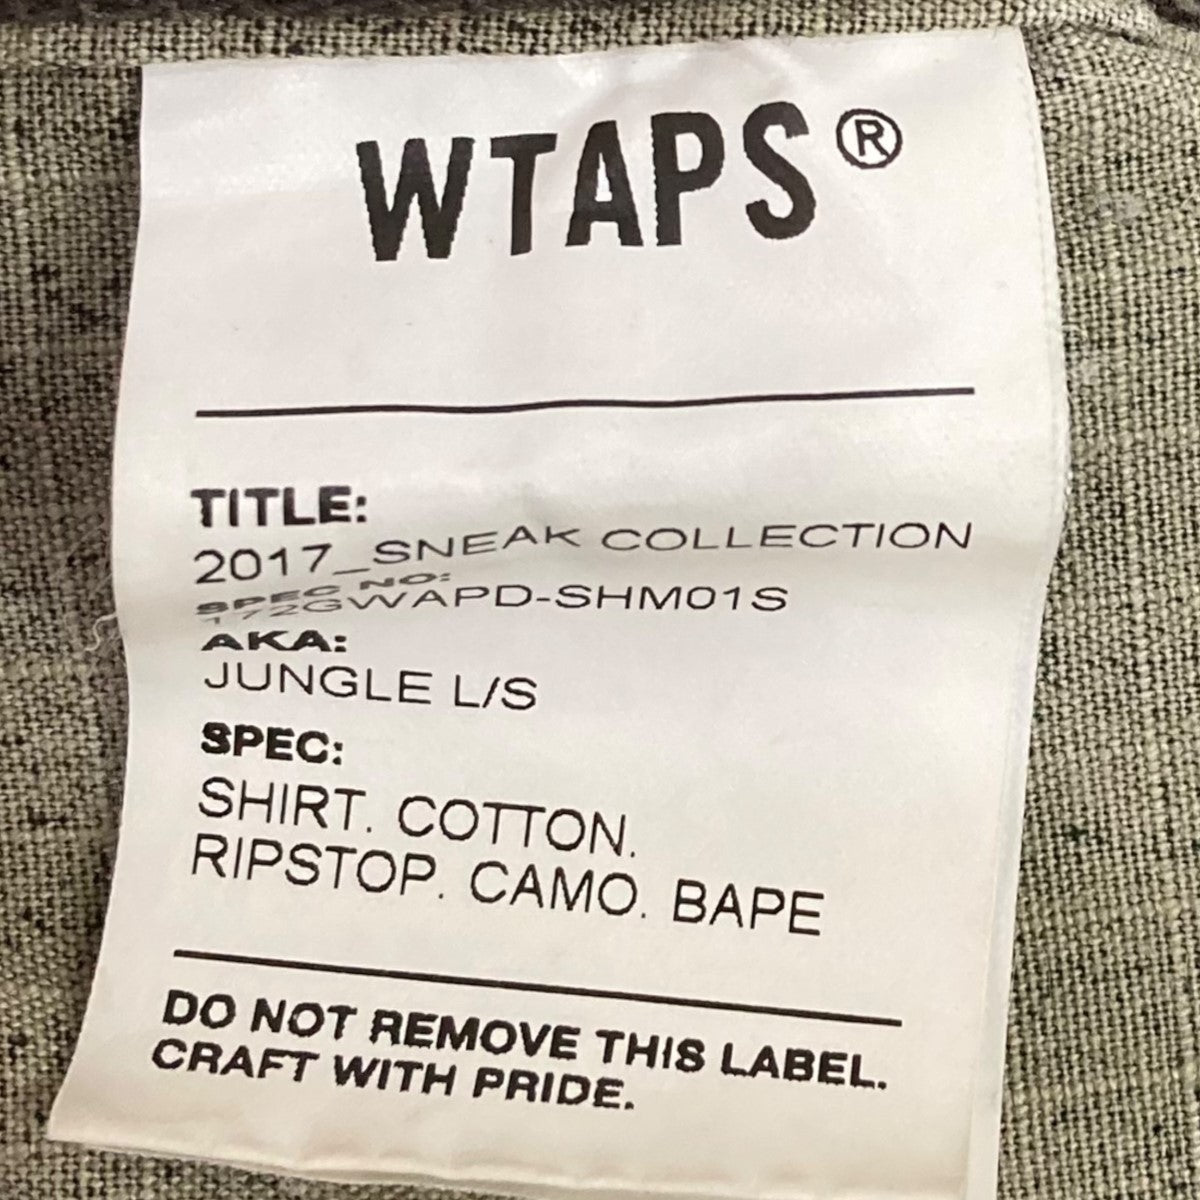 WTAPS®
TITLE:
2017_SNEAK COLLECTION
SPEC NO:
172GWAPD-SHM01S
AKA:
JUNGLE L/S
SPEC:
SHIRT. COTTON.
RIPSTOP. CAMO. BAPE
DO NOT REMOVE THIS LABEL.
CRAFT WITH PRIDE.